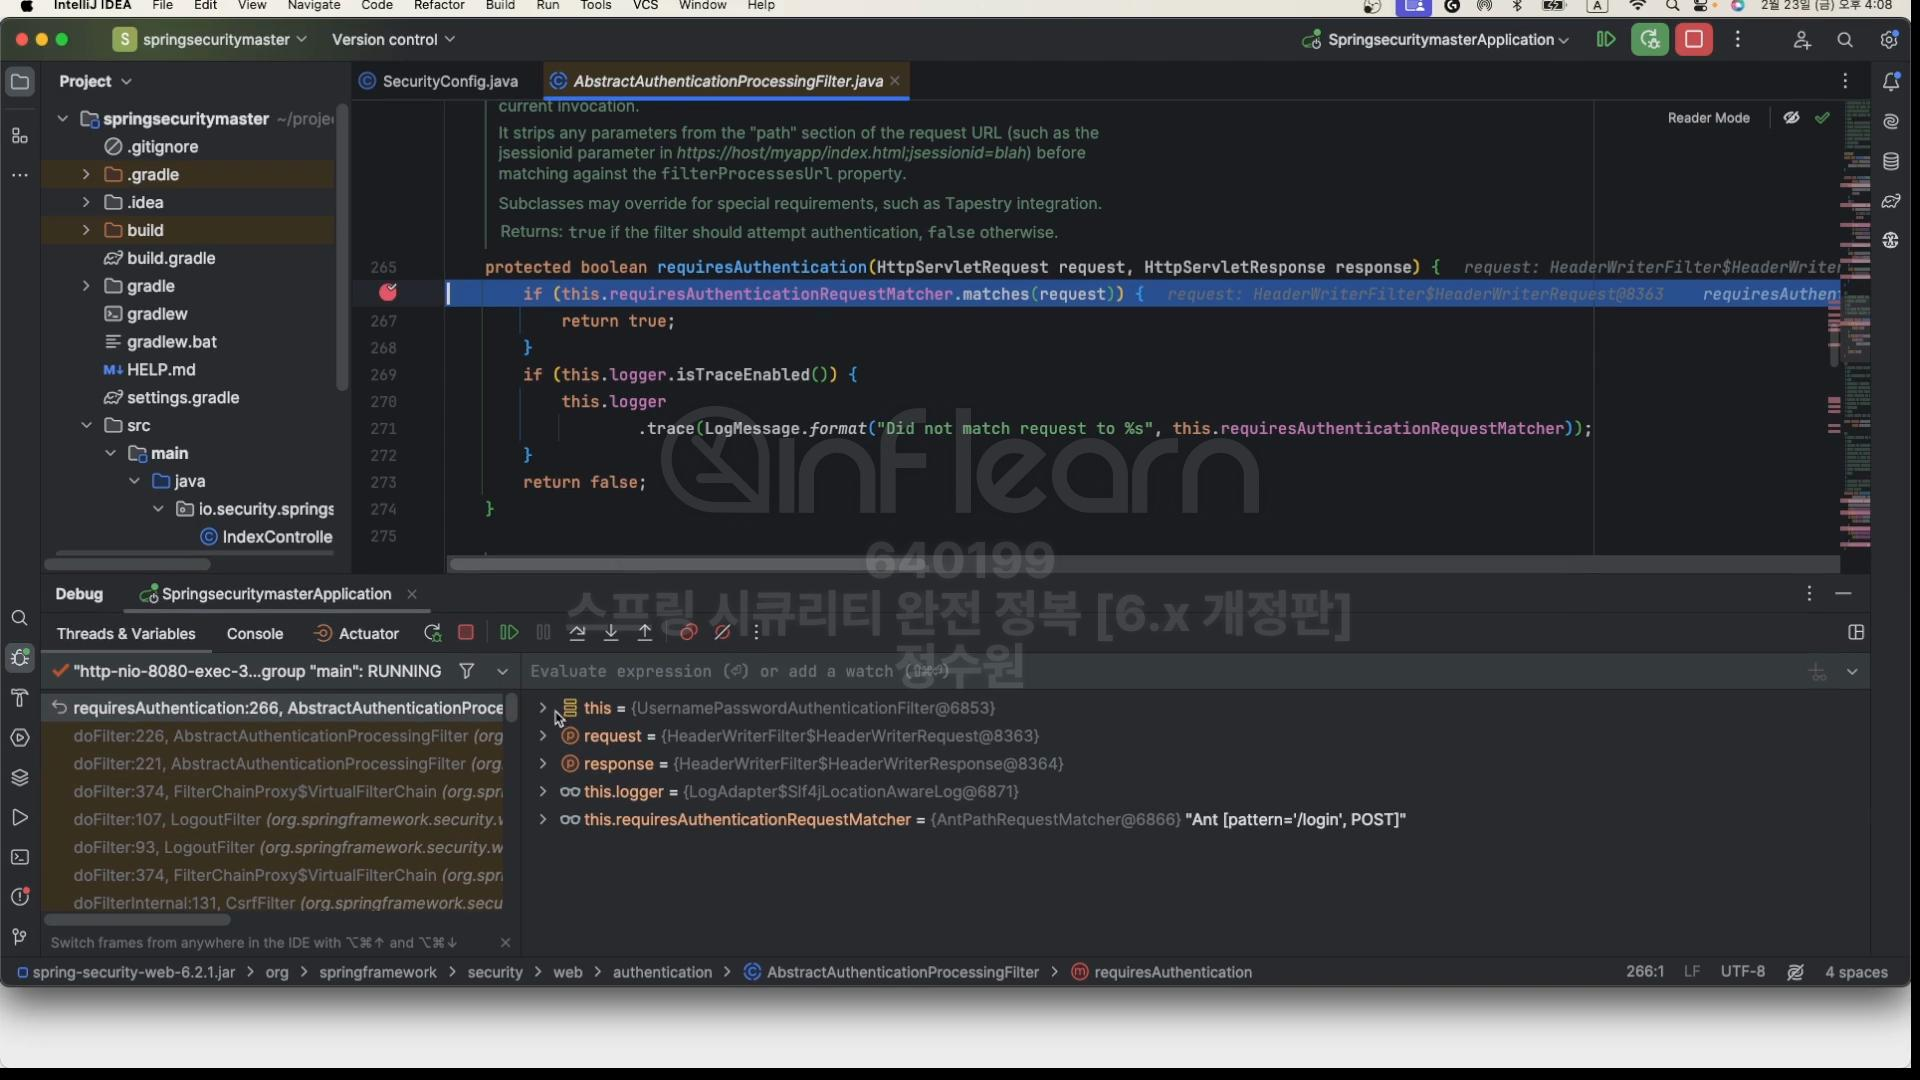 IntelliJ IDEA File Edit View Navigate Code Refactor Build Run Tools VCS Window Help A 2월 23일 (금) 오후 4:08
S springsecuritymaster Version control SpringsecuritymasterApplication
Project SecurityConfig.java AbstractAuthenticationProcessingFilter.java
current invocation.
Reader Mode
It strips any parameters from the "path" section of the request URL (such as the
jsessionid parameter in https://host/myapp/index.html;jsessionid=blah) before
matching against the filterProcessesUrl property.
Subclasses may override for special requirements, such as Tapestry integration.
Returns: true if the filter should attempt authentication, false otherwise.
springsecuritymaster ~/proje
.gitignore
.gradle
.idea
build
build.gradle
gradle
gradlew
gradlew.bat
M↓ HELP.md
settings.gradle
src
main
java
io.security.springs
IndexControlle
265 protected boolean requiresAuthentication(HttpServletRequest request, HttpServletResponse response) { request: HeaderWriterFilter$HeaderWriter
if (this.requiresAuthenticationRequestMatcher.matches(request)) { request: HeaderWriterFilter$HeaderWriterRequest@8363 requiresAuthen
267 return true;
268 }
269 if (this.logger.isTraceEnabled()) {
270 this.logger
271 .trace(LogMessage.format("Did not match request to %s", this.requiresAuthenticationRequestMatcher));
272 }
273 return false;
274 }
275
inflearn
640199
스프링 시큐리티 완전 정복 [6.x 개정판]
정수원
Debug SpringsecuritymasterApplication
Threads & Variables Console Actuator
"http-nio-8080-exec-3...group "main": RUNNING
Evaluate expression (⏎) or add a watch (⇧⌘⏎)
requiresAuthentication:266, AbstractAuthenticationProce
doFilter:226, AbstractAuthenticationProcessingFilter (org
doFilter:221, AbstractAuthenticationProcessingFilter (org.
doFilter:374, FilterChainProxy$VirtualFilterChain (org.spri
doFilter:107, LogoutFilter (org.springframework.security.w
doFilter:93, LogoutFilter (org.springframework.security.w
doFilter:374, FilterChainProxy$VirtualFilterChain (org.spri
doFilterInternal:131, CsrfFilter (org.springframework.secu
this = {UsernamePasswordAuthenticationFilter@6853}
request = {HeaderWriterFilter$HeaderWriterRequest@8363}
response = {HeaderWriterFilter$HeaderWriterResponse@8364}
this.logger = {LogAdapter$Slf4jLocationAwareLog@6871}
this.requiresAuthenticationRequestMatcher = {AntPathRequestMatcher@6866} "Ant [pattern='/login', POST]"
Switch frames from anywhere in the IDE with ⌥⌘↑ and ⌥⌘↓
spring-security-web-6.2.1.jar > org > springframework > security > web > authentication > AbstractAuthenticationProcessingFilter > requiresAuthentication 266:1 LF UTF-8 4 spaces